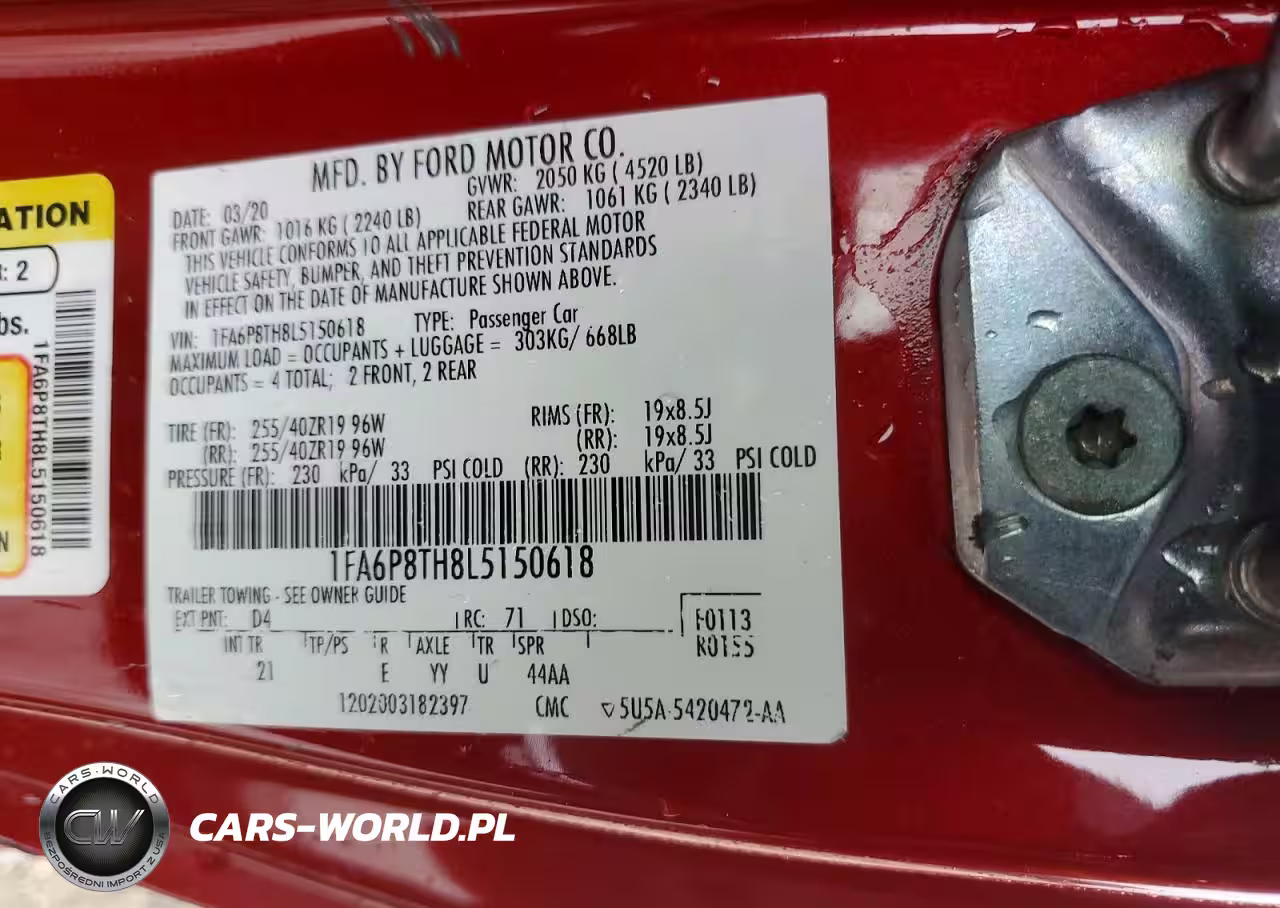 MFD. BY FORD MOTOR CO.
DATE: 03/20 GVWR: 2050 KG ( 4520 LB)
FRONT GAWR: 1016 KG ( 2240 LB) REAR GAWR: 1061 KG ( 2340 LB)
THIS VEHICLE CONFORMS TO ALL APPLICABLE FEDERAL MOTOR
VEHICLE SAFETY, BUMPER, AND THEFT PREVENTION STANDARDS
IN EFFECT ON THE DATE OF MANUFACTURE SHOWN ABOVE.
VIN: 1FA6P8TH8L5150618 TYPE: Passenger Car
MAXIMUM LOAD = OCCUPANTS + LUGGAGE = 303KG/ 668LB
OCCUPANTS = 4 TOTAL; 2 FRONT, 2 REAR
TIRE (FR): 255/40ZR19 96W RIMS (FR): 19x8.5J
(RR): 255/40ZR19 96W (RR): 19x8.5J
PRESSURE (FR): 230 kPa/ 33 PSI COLD (RR): 230 kPa/ 33 PSI COLD
1FA6P8TH8L5150618
TRAILER TOWING - SEE OWNER GUIDE
EXT PNT: D4 RC: 71 DSO: F0113
R0155
INT TR TP/PS R AXLE TR SPR
21 E YY U 44AA
1202003182397 CMC ▽5U5A-5420472-AA
ATION
: 2
bs.
1FA6P8TH8L5150618
N
CARS-WORLD
CW
BEZPOŚREDNI IMPORT Z USA
CARS-WORLD.PL